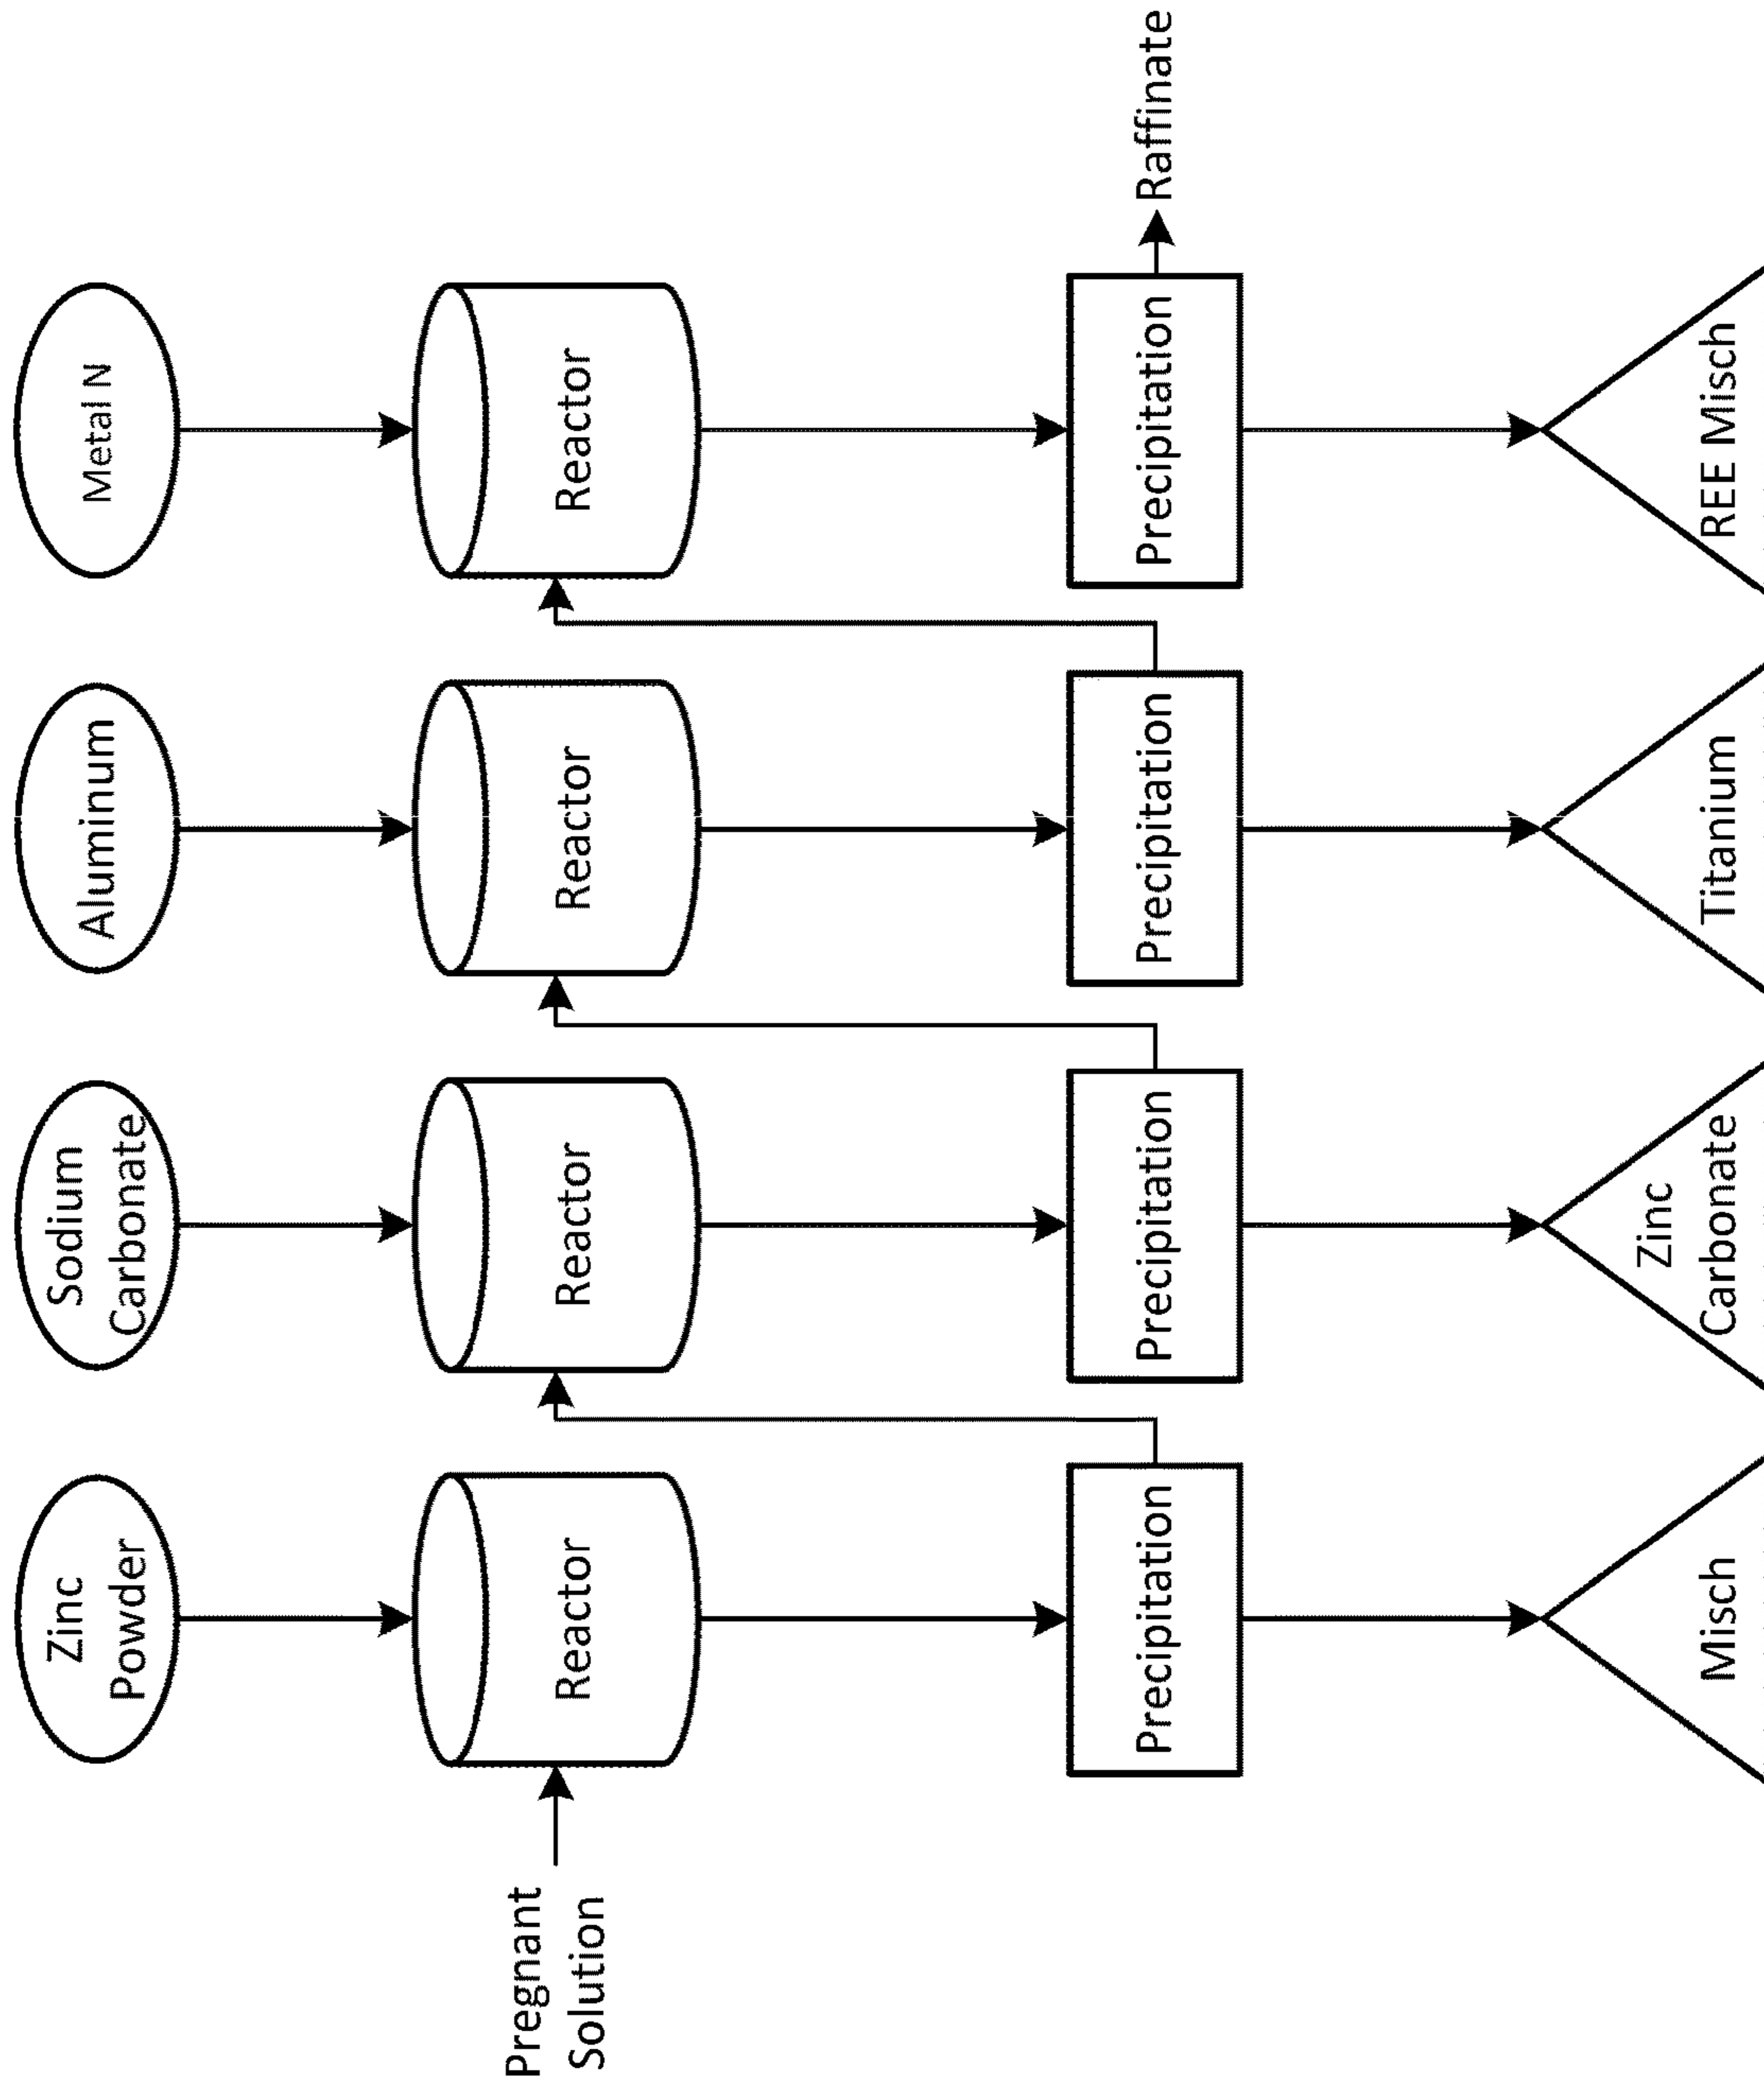 Zinc
Powder
Sodium
Carbonate
Aluminum
Metal N
Pregnant
Solution
Reactor
Reactor
Reactor
Reactor
Precipitation
Precipitation
Precipitation
Precipitation
Raffinate
Misch
Zinc
Carbonate
Titanium
REE Misch